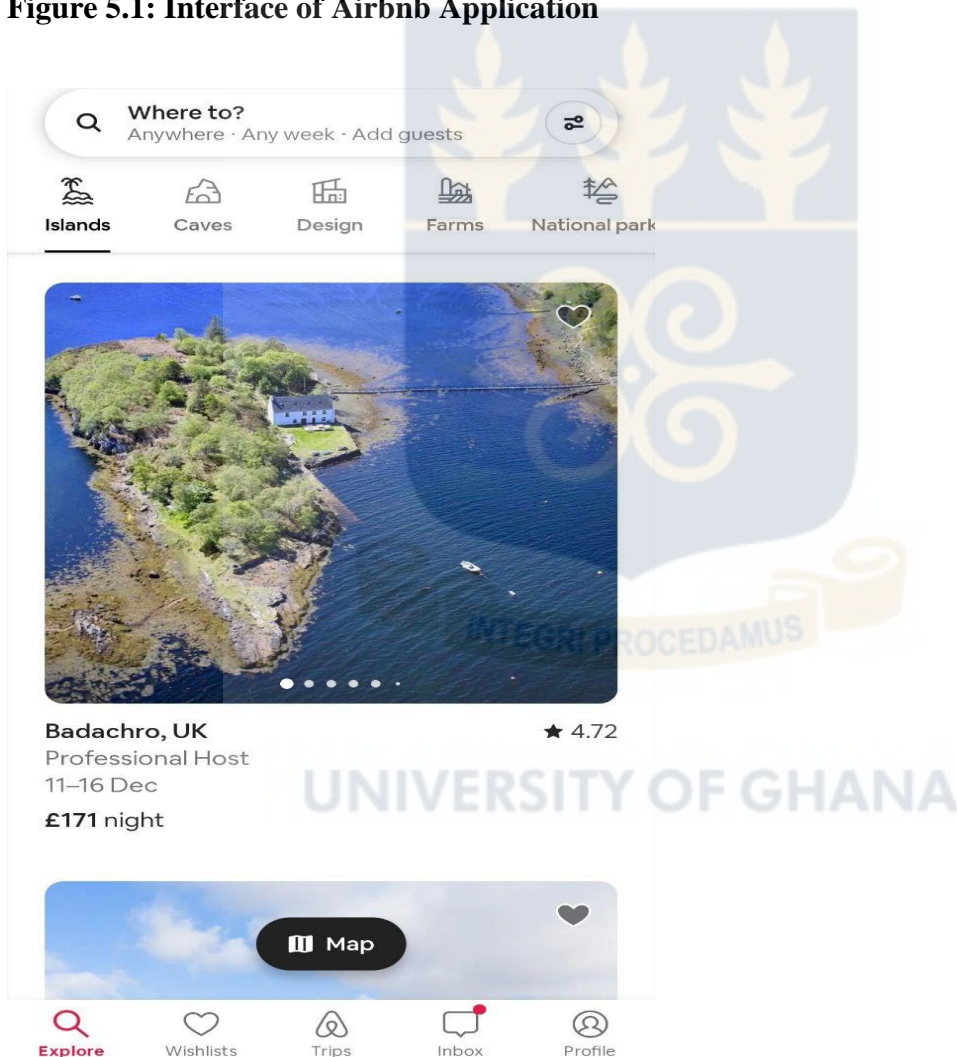 Figure 5.1: Interface of Airbnb Application
Where to?
Anywhere · Any week · Add guests
Islands Caves Design Farms National park
INTEGRI PROCEDAMUS
Badachro, UK ★ 4.72
Professional Host
11–16 Dec
UNIVERSITY OF GHANA
£171 night
Map
Explore Wishlists Trips Inbox Profile